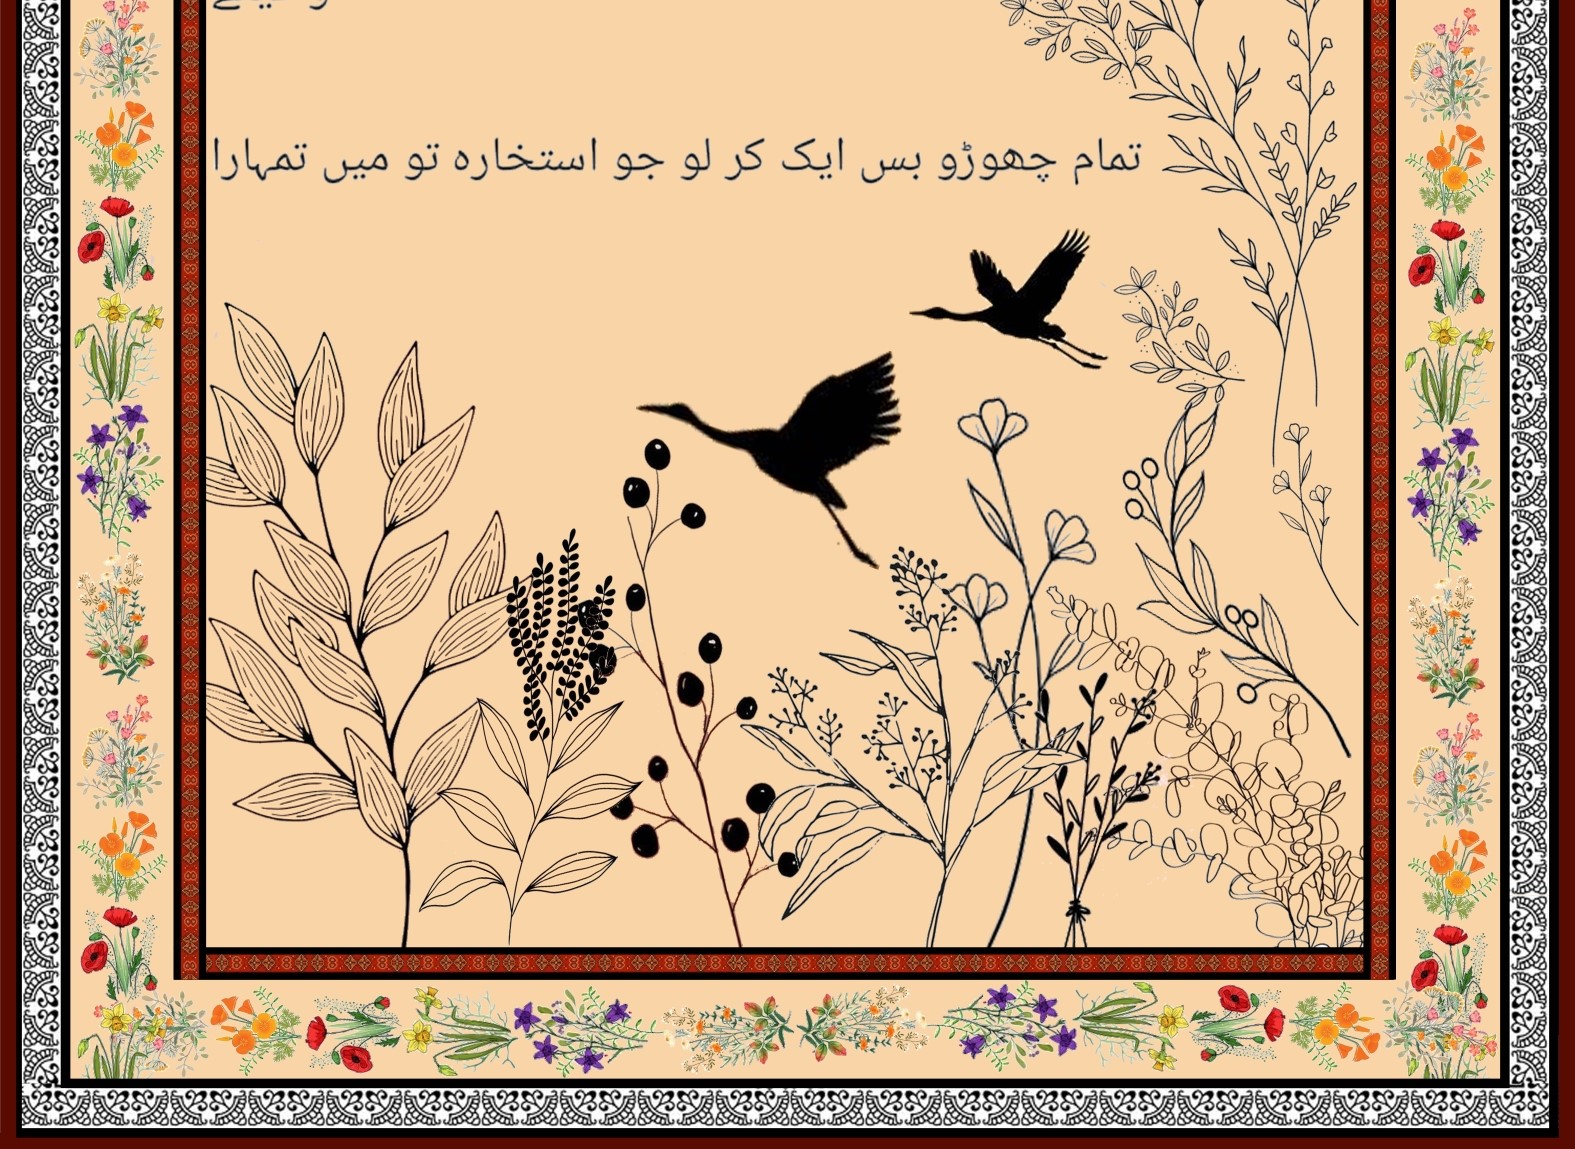 تمام چھوڑو بس ایک کر لو جو استخارہ تو میں تمہارا